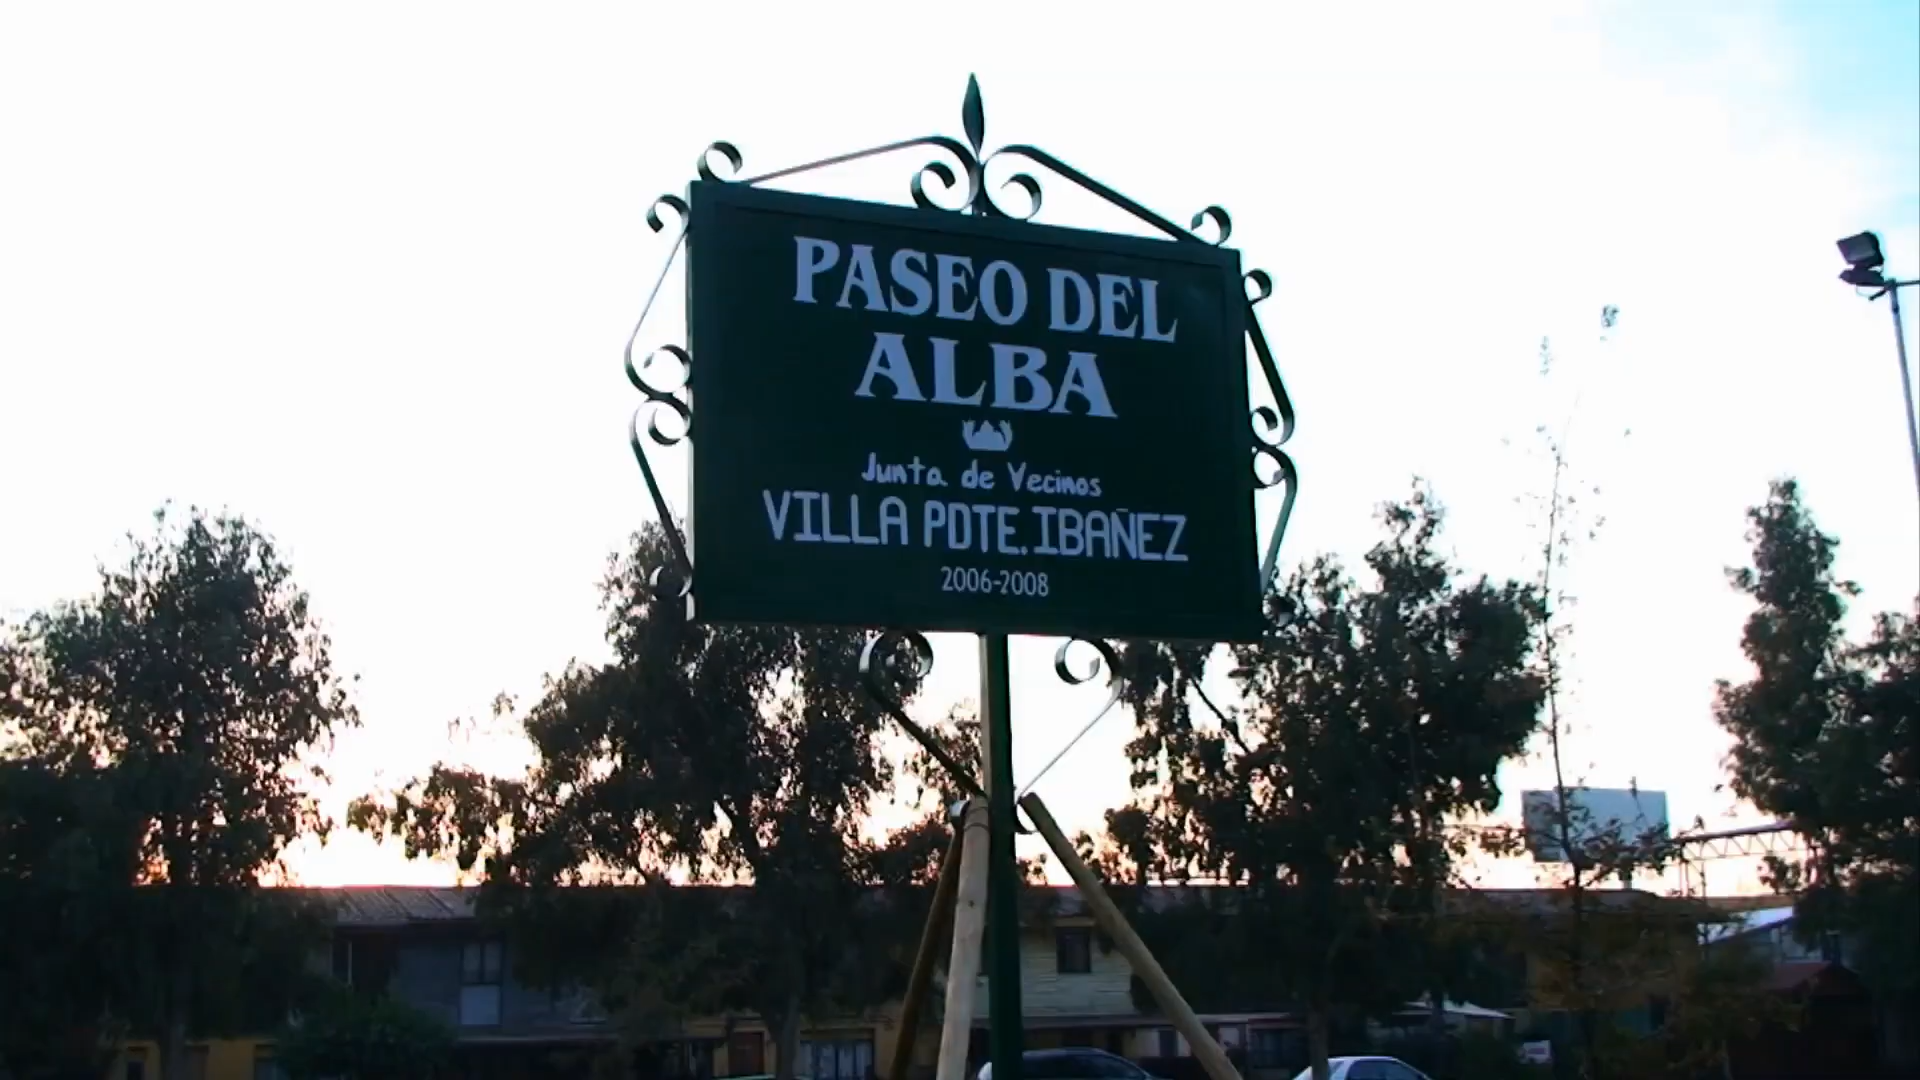 PASEO DEL
ALBA
Junta de Vecinos
VILLA PDTE. IBAÑEZ
2006-2008